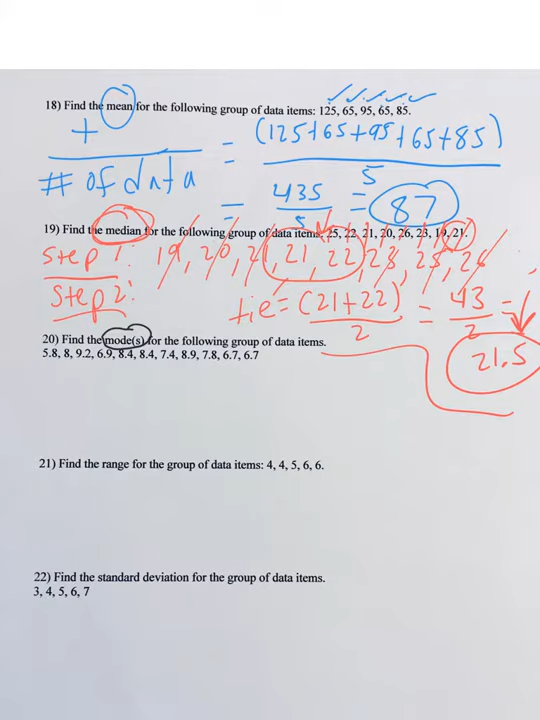 18) Find the mean for the following group of data items: 125, 65, 95, 65, 85.
+ = (125+65+95+65+85)
# of data 5
= 435 = 87
5
19) Find the median for the following group of data items: 25, 22, 21, 20, 26, 23, 19, 21.
Step 1: 19, 20, 21, 21, 22, 23, 25, 26
Step 2: tie = (21+22) = 43 =
2 2
21.5
20) Find the mode(s) for the following group of data items.
5.8, 8, 9.2, 6.9, 8.4, 8.4, 7.4, 8.9, 7.8, 6.7, 6.7
21) Find the range for the group of data items: 4, 4, 5, 6, 6.
22) Find the standard deviation for the group of data items.
3, 4, 5, 6, 7